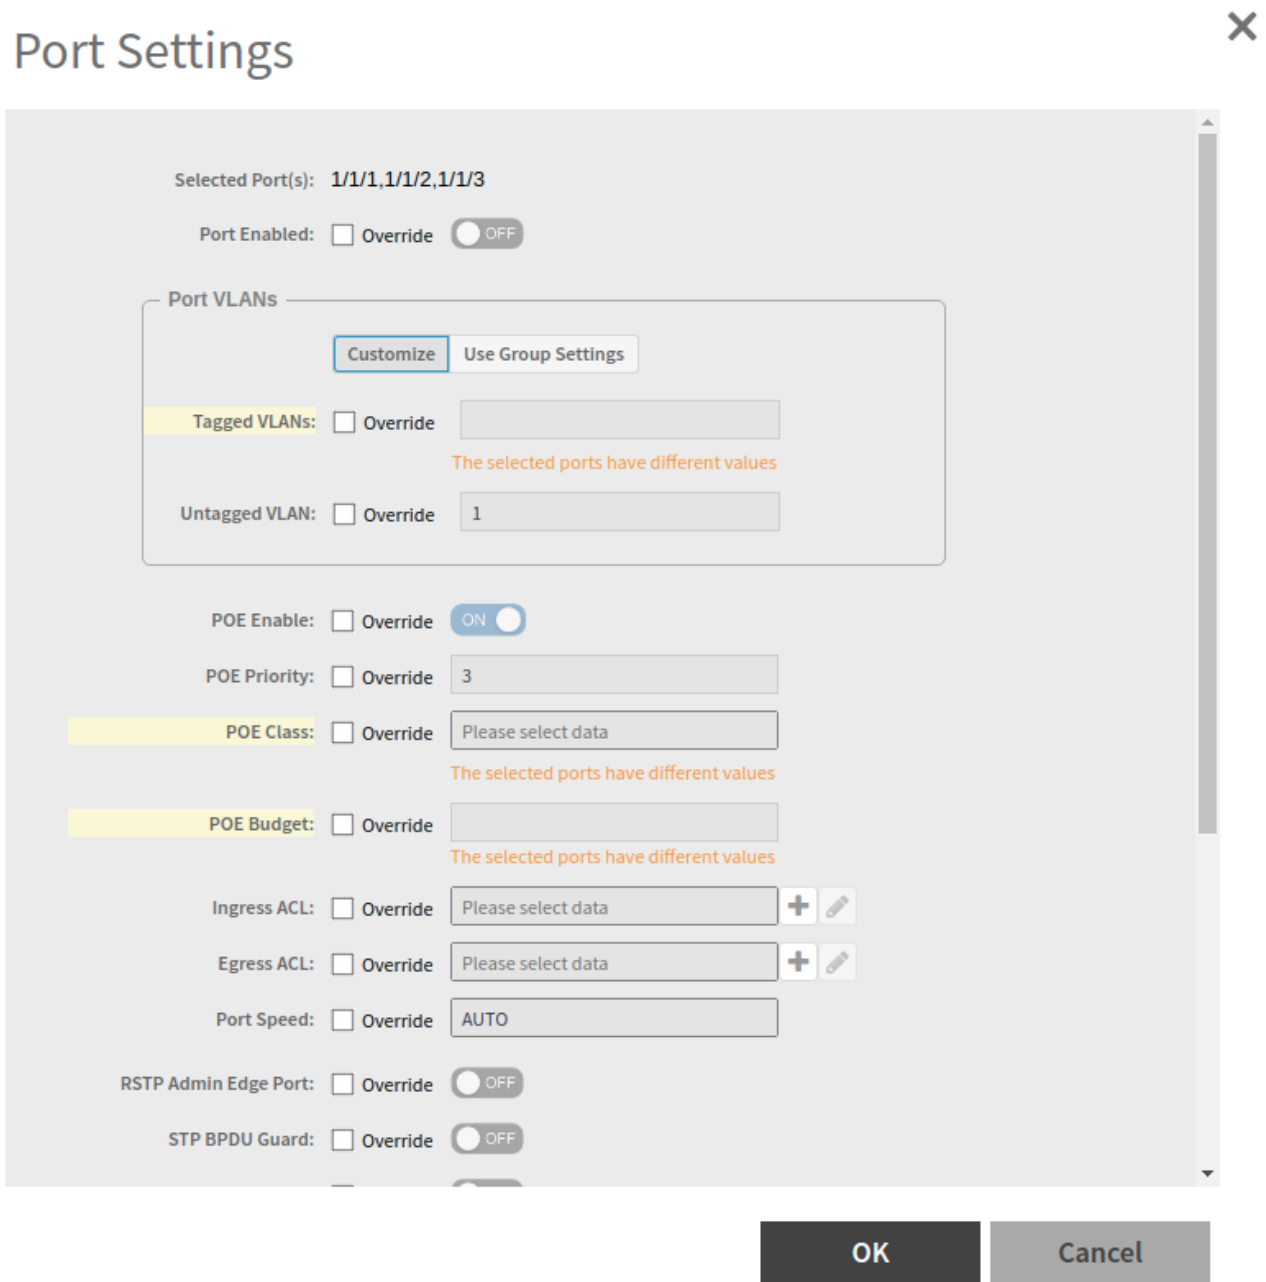 Port Settings
Selected Port(s): 1/1/1,1/1/2,1/1/3
Port Enabled: Override OFF
Port VLANs
Customize Use Group Settings
Tagged VLANs: Override
The selected ports have different values
Untagged VLAN: Override 1
POE Enable: Override ON
POE Priority: Override 3
POE Class: Override Please select data
The selected ports have different values
POE Budget: Override
The selected ports have different values
Ingress ACL: Override Please select data
Egress ACL: Override Please select data
Port Speed: Override AUTO
RSTP Admin Edge Port: Override OFF
STP BPDU Guard: Override OFF
OK Cancel